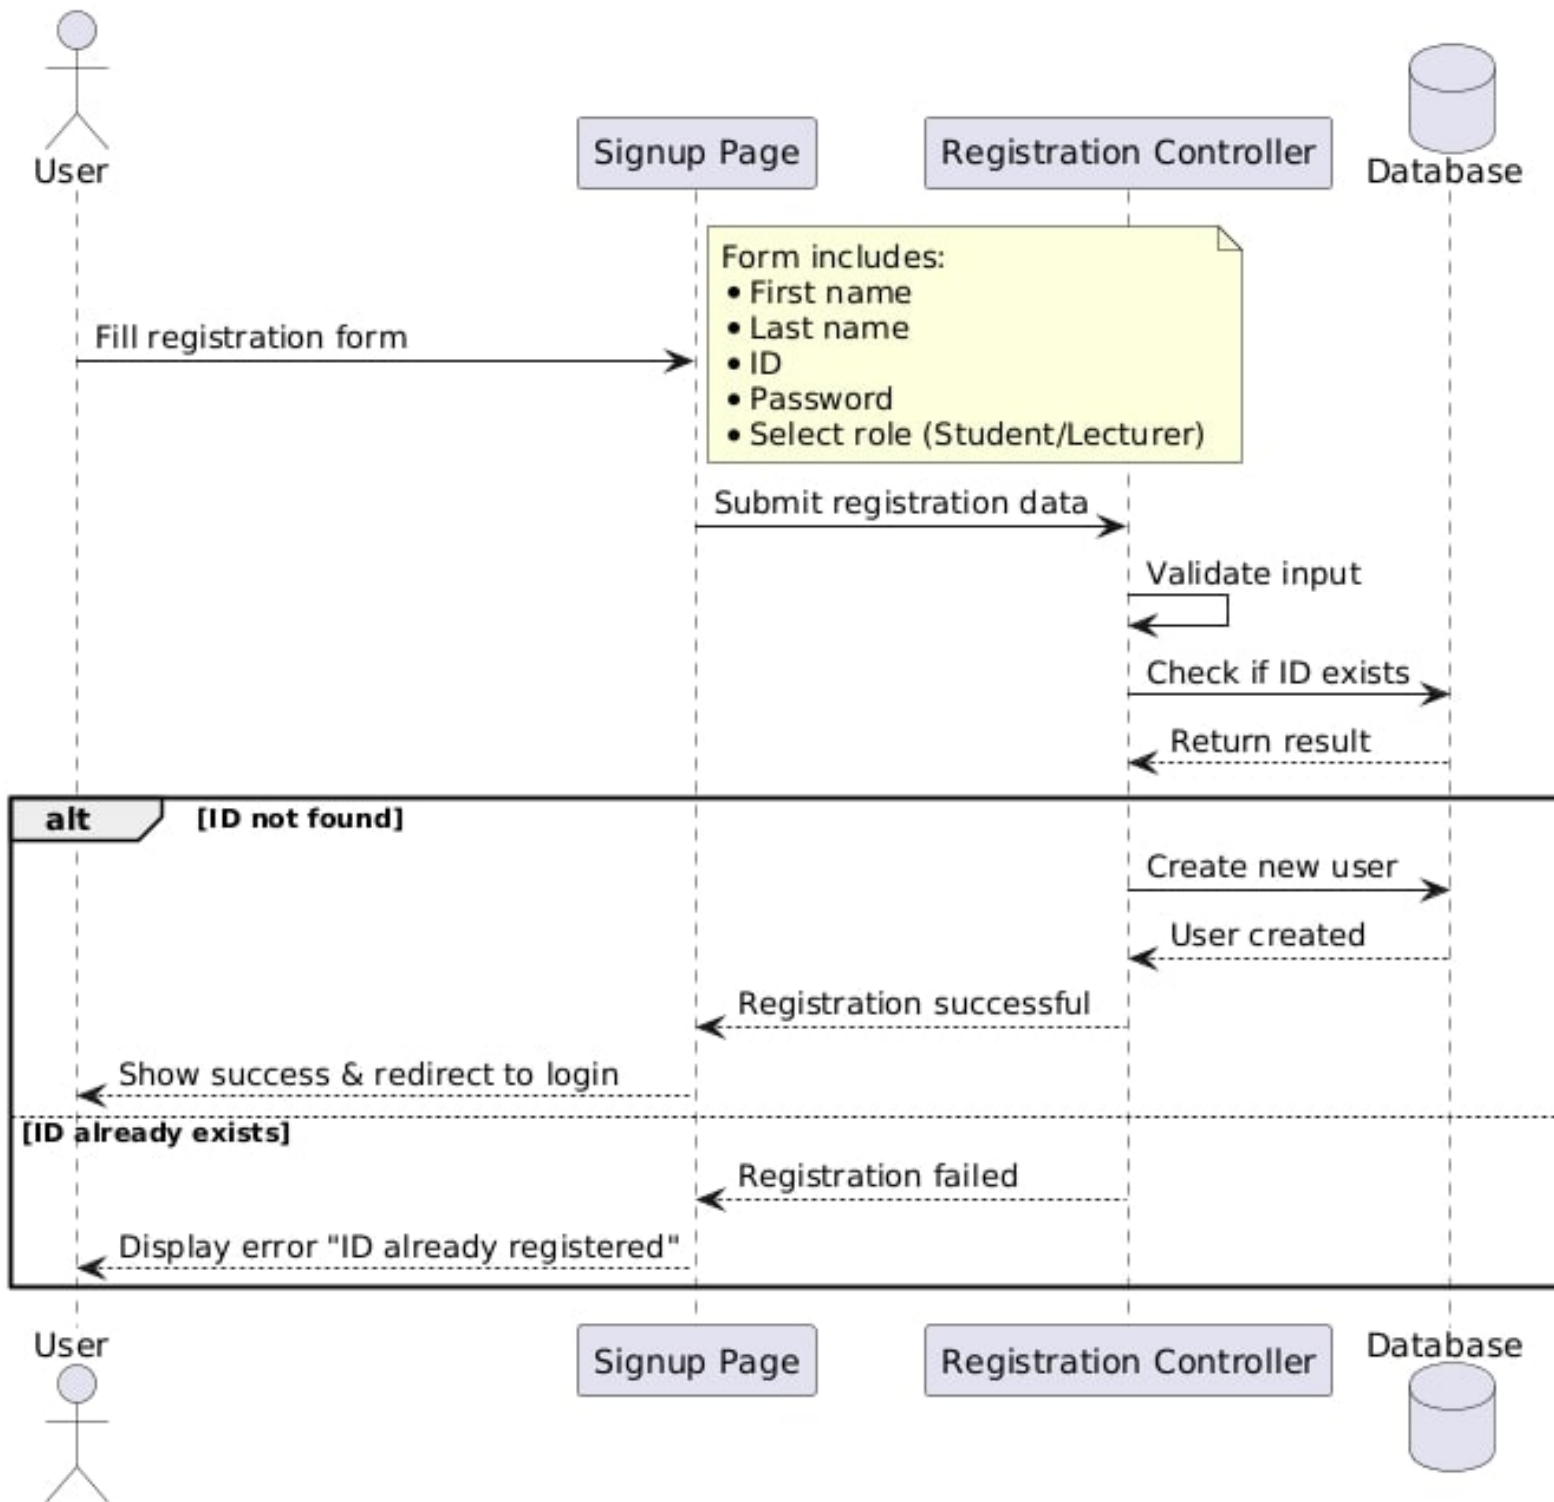 User
Signup Page
Registration Controller
Database
Form includes:
• First name
• Last name
• ID
• Password
• Select role (Student/Lecturer)
Fill registration form
Submit registration data
Validate input
Check if ID exists
Return result
alt [ID not found]
Create new user
User created
Registration successful
Show success & redirect to login
[ID already exists]
Registration failed
Display error "ID already registered"
User
Signup Page
Registration Controller
Database